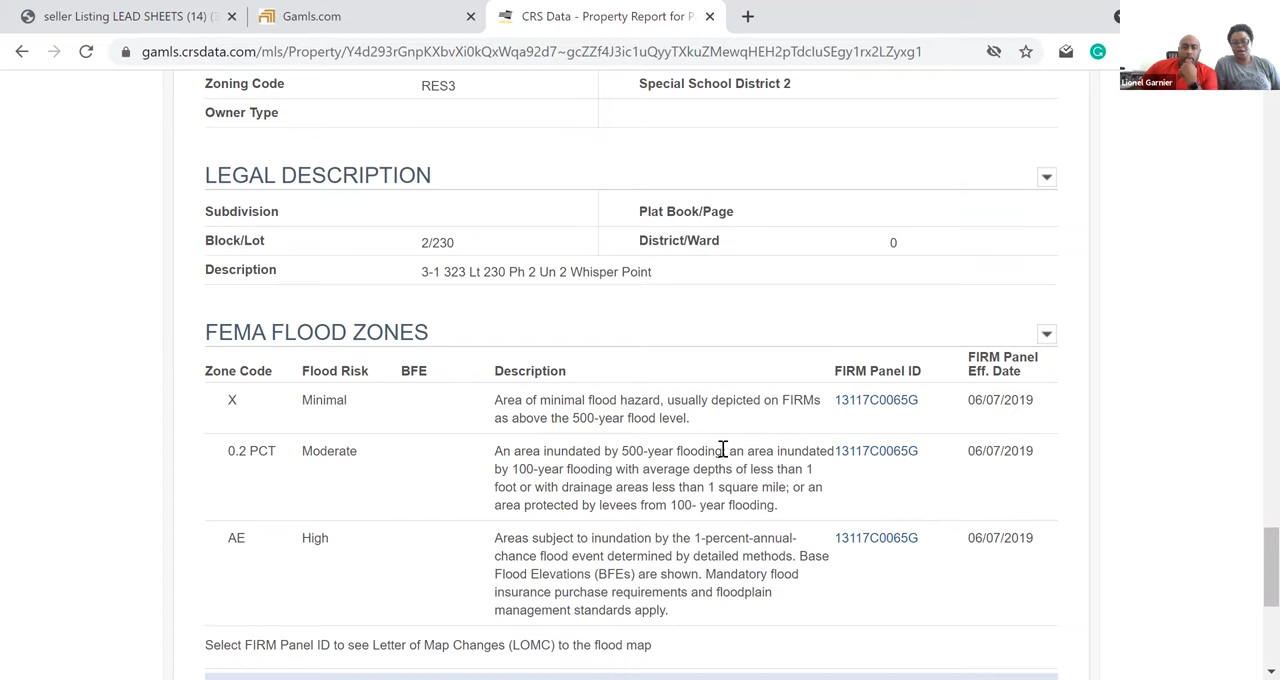 seller Listing LEAD SHEETS (14) (
Gamls.com
CRS Data - Property Report for P
gamls.crsdata.com/mls/Property/Y4d293rGnpKXbvXi0kQxWqa92d7~gcZZf4J3ic1uQyyTXkuZMewqHEH2pTdcIuSEgy1rx2LZyxg1
Lionel Garnier
Zoning Code RES3 Special School District 2
Owner Type
LEGAL DESCRIPTION
Subdivision Plat Book/Page
Block/Lot 2/230 District/Ward 0
Description 3-1 323 Lt 230 Ph 2 Un 2 Whisper Point
FEMA FLOOD ZONES
Zone Code Flood Risk BFE Description FIRM Panel ID FIRM Panel Eff. Date
X Minimal Area of minimal flood hazard, usually depicted on FIRMs 13117C0065G 06/07/2019
as above the 500-year flood level.
0.2 PCT Moderate An area inundated by 500-year flooding; an area inundated 13117C0065G 06/07/2019
by 100-year flooding with average depths of less than 1
foot or with drainage areas less than 1 square mile; or an
area protected by levees from 100- year flooding.
AE High Areas subject to inundation by the 1-percent-annual- 13117C0065G 06/07/2019
chance flood event determined by detailed methods. Base
Flood Elevations (BFEs) are shown. Mandatory flood
insurance purchase requirements and floodplain
management standards apply.
Select FIRM Panel ID to see Letter of Map Changes (LOMC) to the flood map